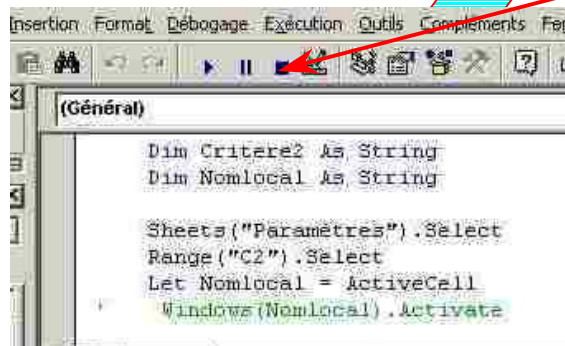 Insertion Format Débogage Exécution Outils Compléments
(Général)
Dim Critere2 As String
Dim Nomlocal As String
Sheets("Parametres").Select
Range("C2").Select
Let Nomlocal = ActiveCell
' Windows(Nomlocal).Activate